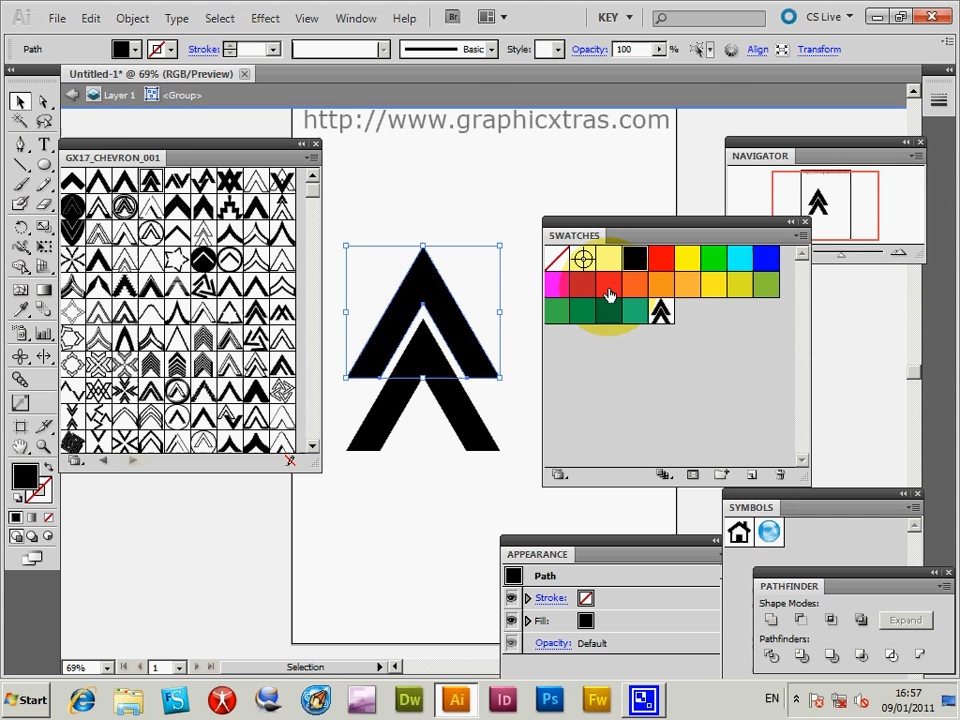 Ai File Edit Object Type Select Effect View Window Help Br KEY CS Live
Path Stroke: Basic Style: Opacity: 100 % Align Transform
Untitled-1* @ 69% (RGB/Preview)
Layer 1 <Group>
http://www.graphicxtras.com
GX17_CHEVRON_001
NAVIGATOR
SWATCHES
SYMBOLS
APPEARANCE
Path
Stroke:
Fill:
Opacity: Default
PATHFINDER
Shape Modes:
Expand
Pathfinders:
69% 1 Selection
Start Dw Ai Id Ps Fw EN 16:57
09/01/2011